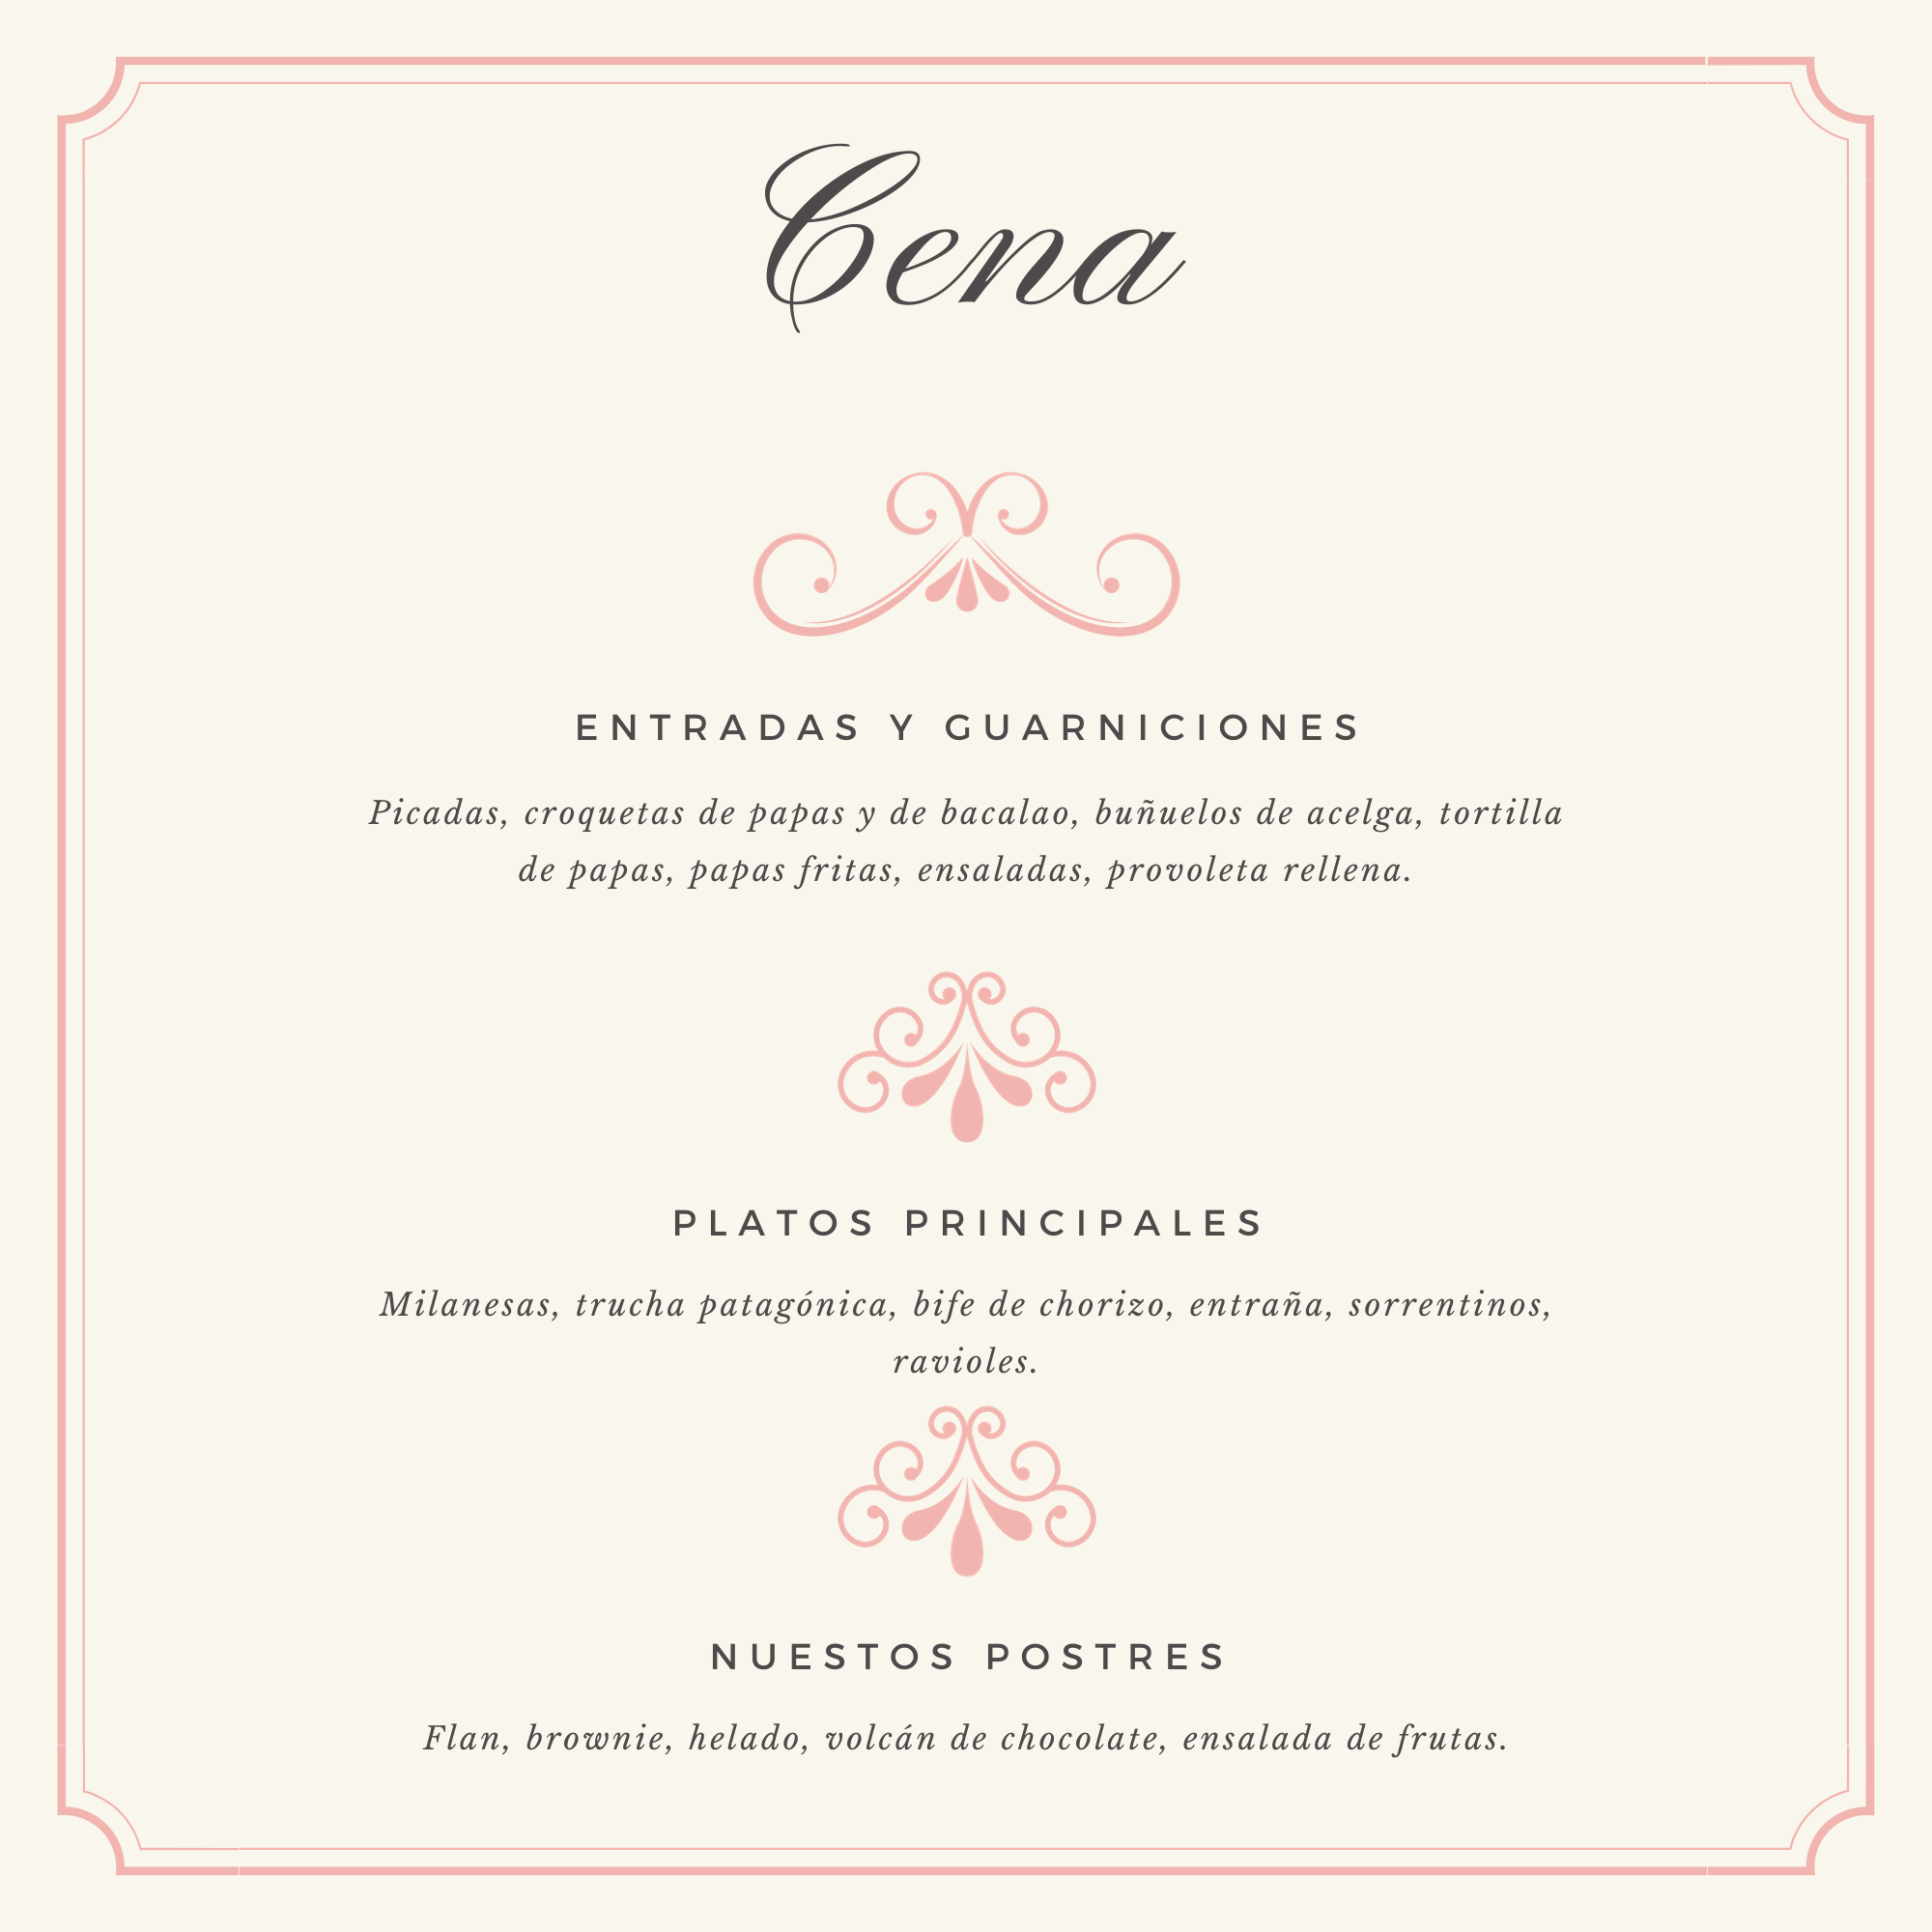 Cena
ENTRADAS Y GUARNICIONES
Picadas, croquetas de papas y de bacalao, buñuelos de acelga, tortilla
de papas, papas fritas, ensaladas, provoleta rellena.
PLATOS PRINCIPALES
Milanesas, trucha patagónica, bife de chorizo, entraña, sorrentinos,
ravioles.
NUESTOS POSTRES
Flan, brownie, helado, volcán de chocolate, ensalada de frutas.